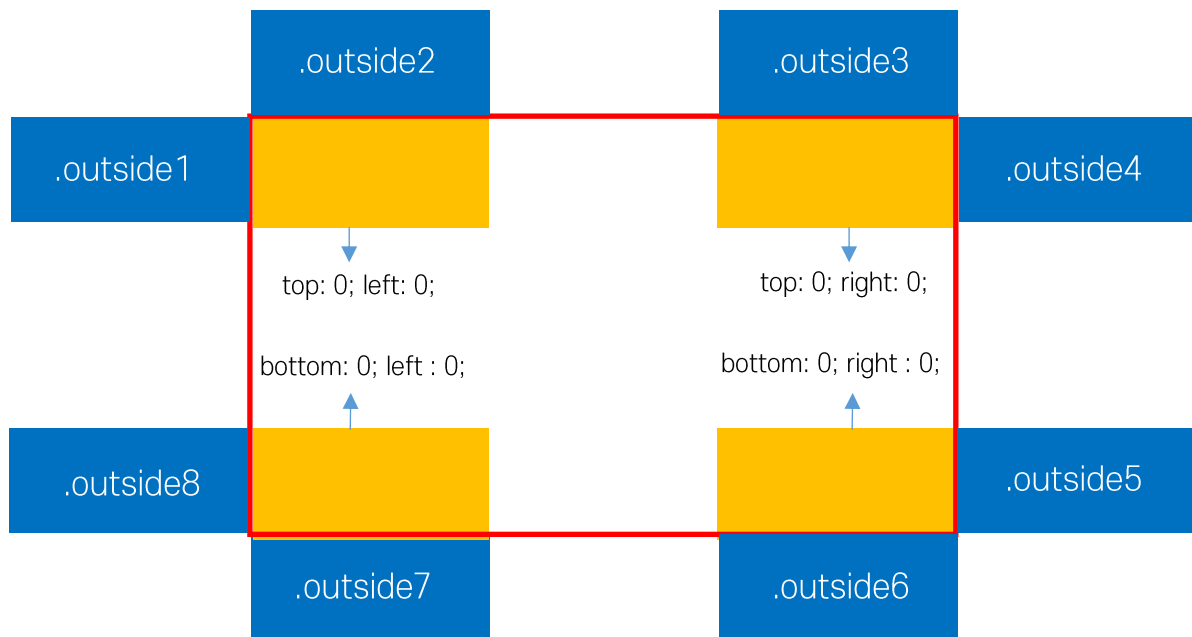 .outside2
.outside3
.outside1
.outside4
top: 0; left: 0;
top: 0; right: 0;
bottom: 0; left : 0;
bottom: 0; right : 0;
.outside8
.outside5
.outside7
.outside6